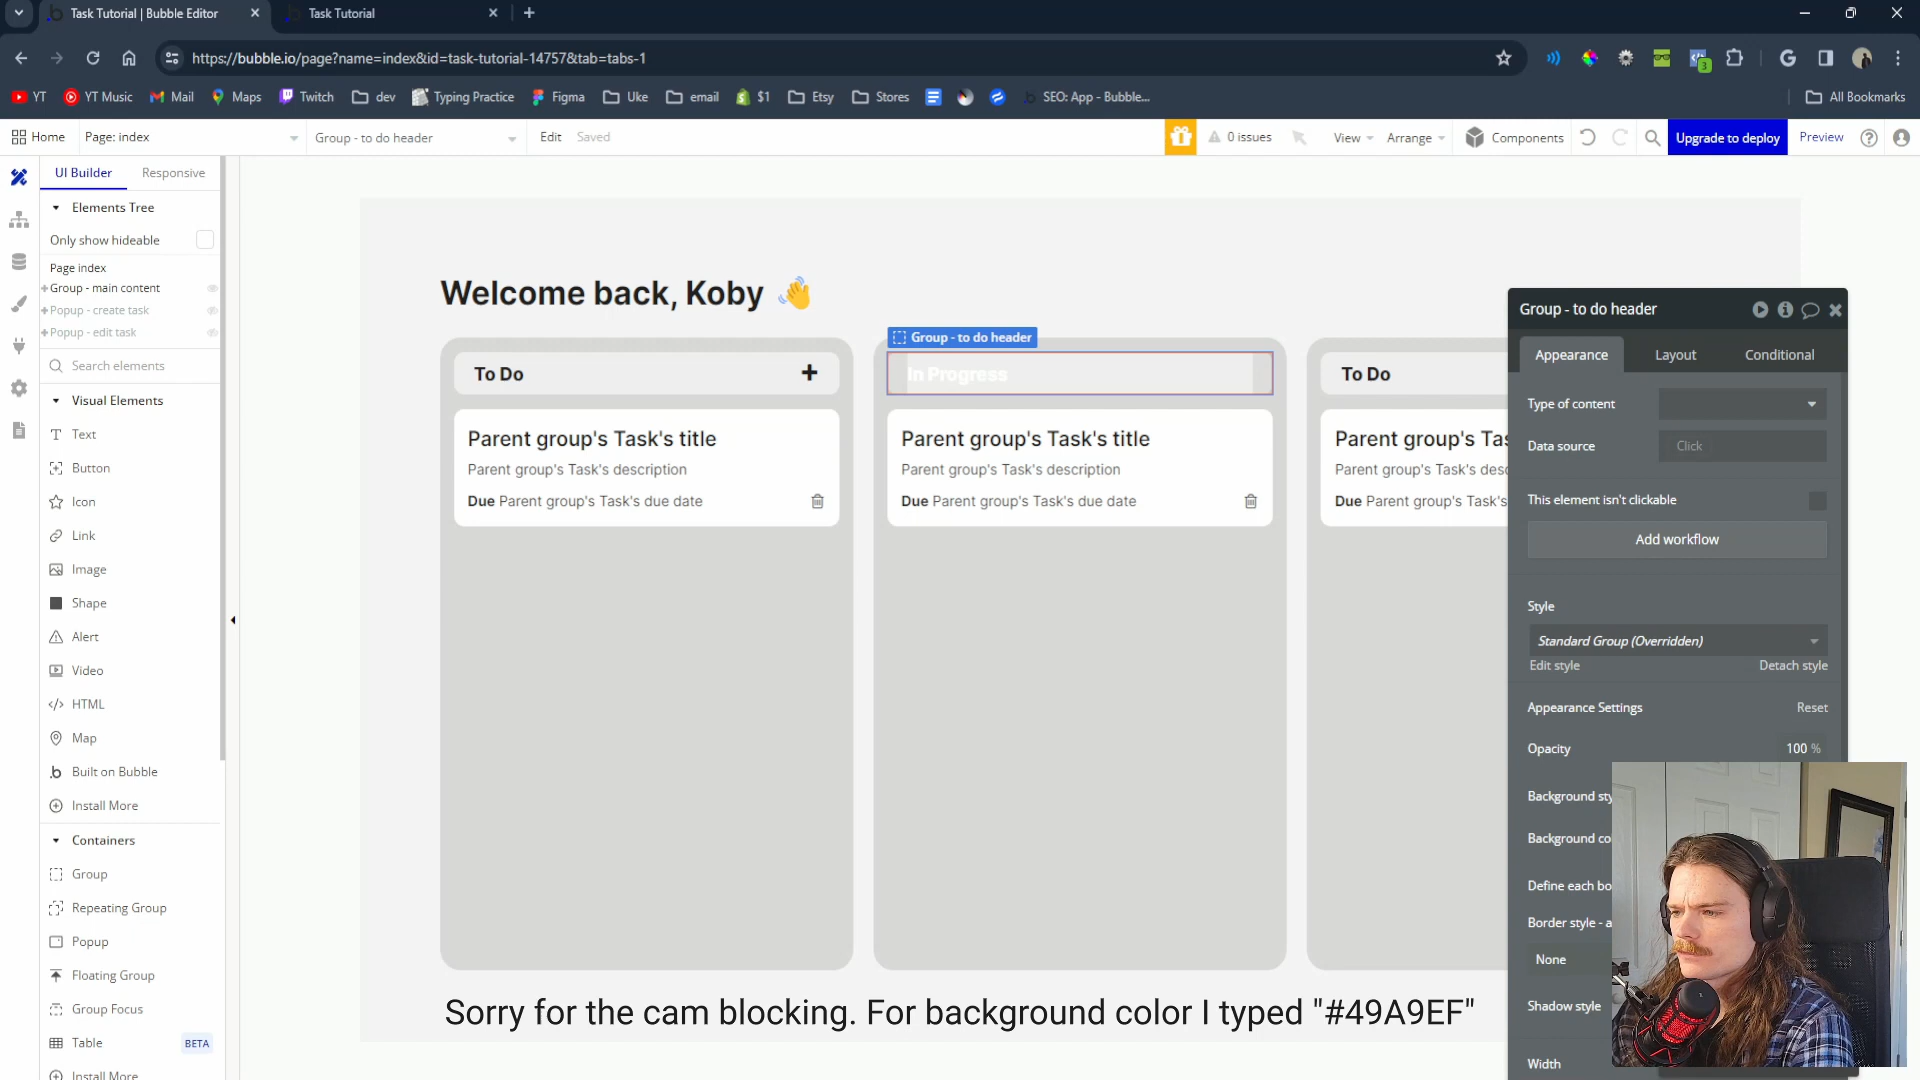 Task Tutorial | Bubble Editor
Task Tutorial
https://bubble.io/page?name=index&id=task-tutorial-14757&tab=tabs-1
3
YT
YT Music
Mail
Maps
Twitch
dev
Typing Practice
Figma
Uke
email
$1
Etsy
Stores
SEO: App - Bubble...
All Bookmarks
Home
Page: index
Group - to do header
Edit
Saved
0 issues
View
Arrange
Components
Upgrade to deploy
Preview
UI Builder
Responsive
Elements Tree
Only show hideable
Page index
Group - main content
Popup - create task
Popup - edit task
Search elements
Visual Elements
Text
Button
Icon
Link
Image
Shape
Alert
Video
HTML
Map
Built on Bubble
Install More
Containers
Group
Repeating Group
Popup
Floating Group
Group Focus
Table
BETA
Install More
Welcome back, Koby 👋
To Do
Parent group's Task's title
Parent group's Task's description
Due Parent group's Task's due date
Group - to do header
In Progress
Parent group's Task's title
Parent group's Task's description
Due Parent group's Task's due date
To Do
Parent group's Tas
Parent group's Task's desc
Due Parent group's Task's
Group - to do header
Appearance
Layout
Conditional
Type of content
Data source
Click
This element isn't clickable
Add workflow
Style
Standard Group (Overridden)
Edit style
Detach style
Appearance Settings
Reset
Opacity
100 %
Background sty
Background co
Define each bo
Border style - a
None
Shadow style
Width
Sorry for the cam blocking. For background color I typed "#49A9EF"